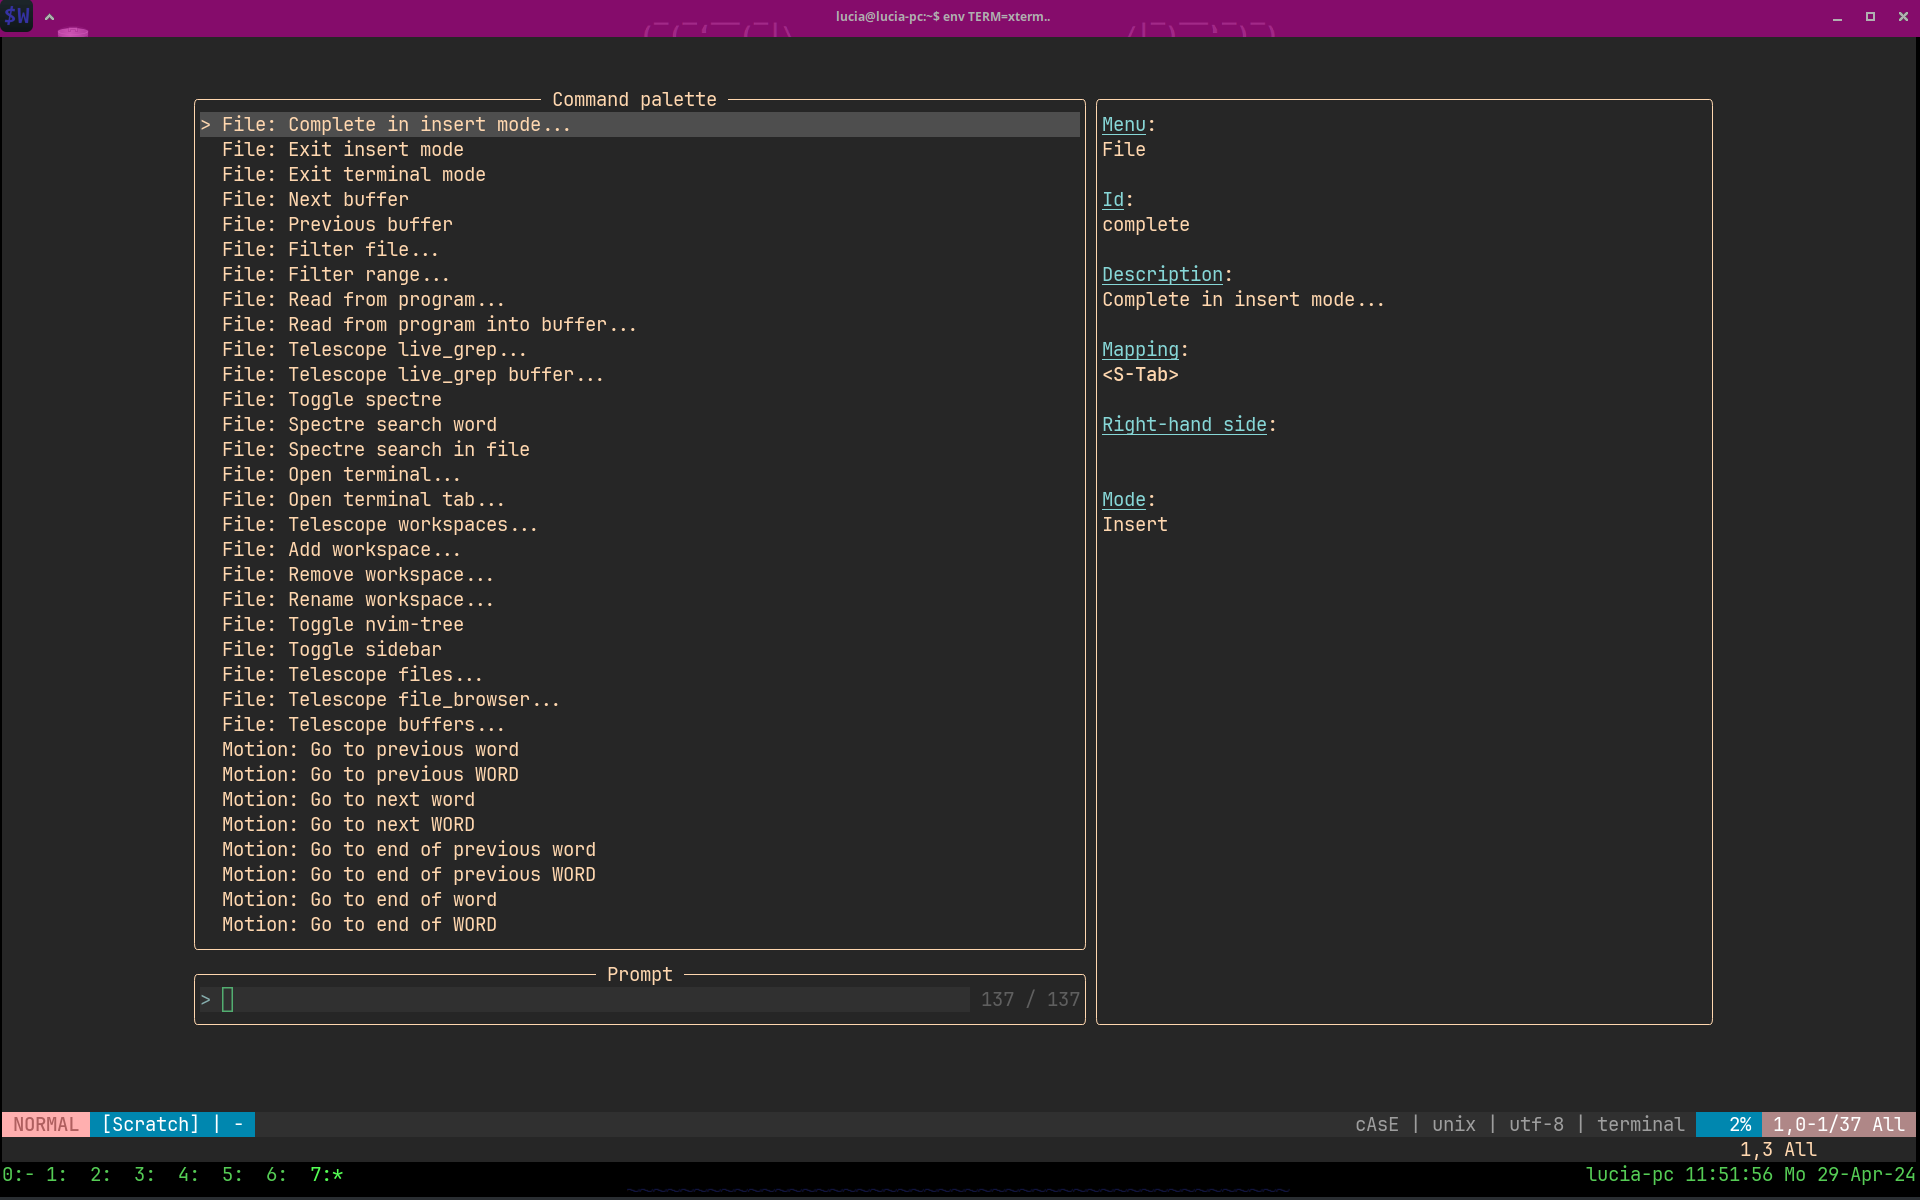 $W
lucia@lucia-pc:~$ env TERM=xterm..
Command palette
> File: Complete in insert mode...
File: Exit insert mode
File: Exit terminal mode
File: Next buffer
File: Previous buffer
File: Filter file...
File: Filter range...
File: Read from program...
File: Read from program into buffer...
File: Telescope live_grep...
File: Telescope live_grep buffer...
File: Toggle spectre
File: Spectre search word
File: Spectre search in file
File: Open terminal...
File: Open terminal tab...
File: Telescope workspaces...
File: Add workspace...
File: Remove workspace...
File: Rename workspace...
File: Toggle nvim-tree
File: Toggle sidebar
File: Telescope files...
File: Telescope file_browser...
File: Telescope buffers...
Motion: Go to previous word
Motion: Go to previous WORD
Motion: Go to next word
Motion: Go to next WORD
Motion: Go to end of previous word
Motion: Go to end of previous WORD
Motion: Go to end of word
Motion: Go to end of WORD
Prompt
> 137 / 137
Menu:
File
Id:
complete
Description:
Complete in insert mode...
Mapping:
<S-Tab>
Right-hand side:
Mode:
Insert
NORMAL [Scratch] | - cAsE | unix | utf-8 | terminal 2% 1,0-1/37 All
1,3 All
0:- 1: 2: 3: 4: 5: 6: 7:* lucia-pc 11:51:56 Mo 29-Apr-24